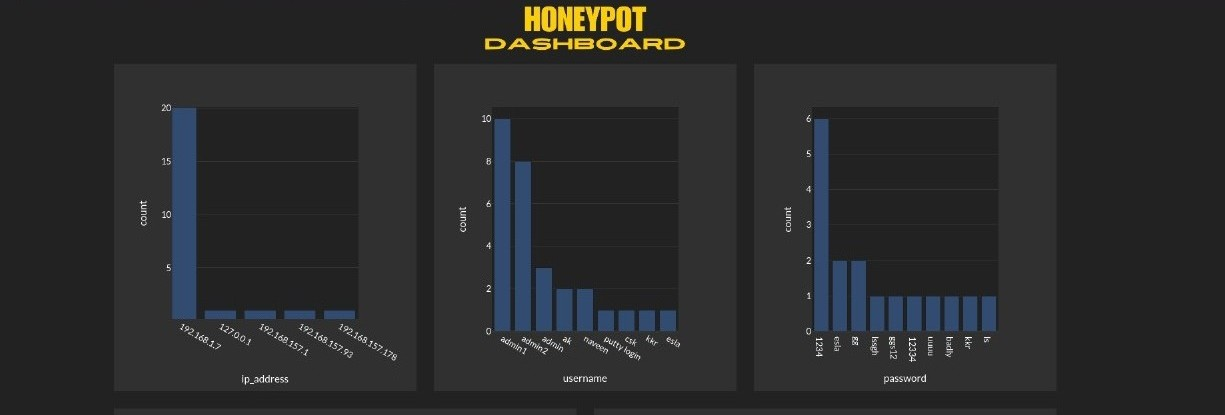 HONEYPOT
DASHBOARD
20
15
10
5
count
192.168.1.7
127.0.0.1
192.168.157.1
192.168.157.93
192.168.157.178
ip_address
10
8
6
4
2
0
count
admin1
admin2
admin
ak
naveen
putty login
csk
kkr
esla
username
6
5
4
3
2
1
0
count
1234
esla
gg
ggs12
12334
uuuu
badly
kkr
ls
password